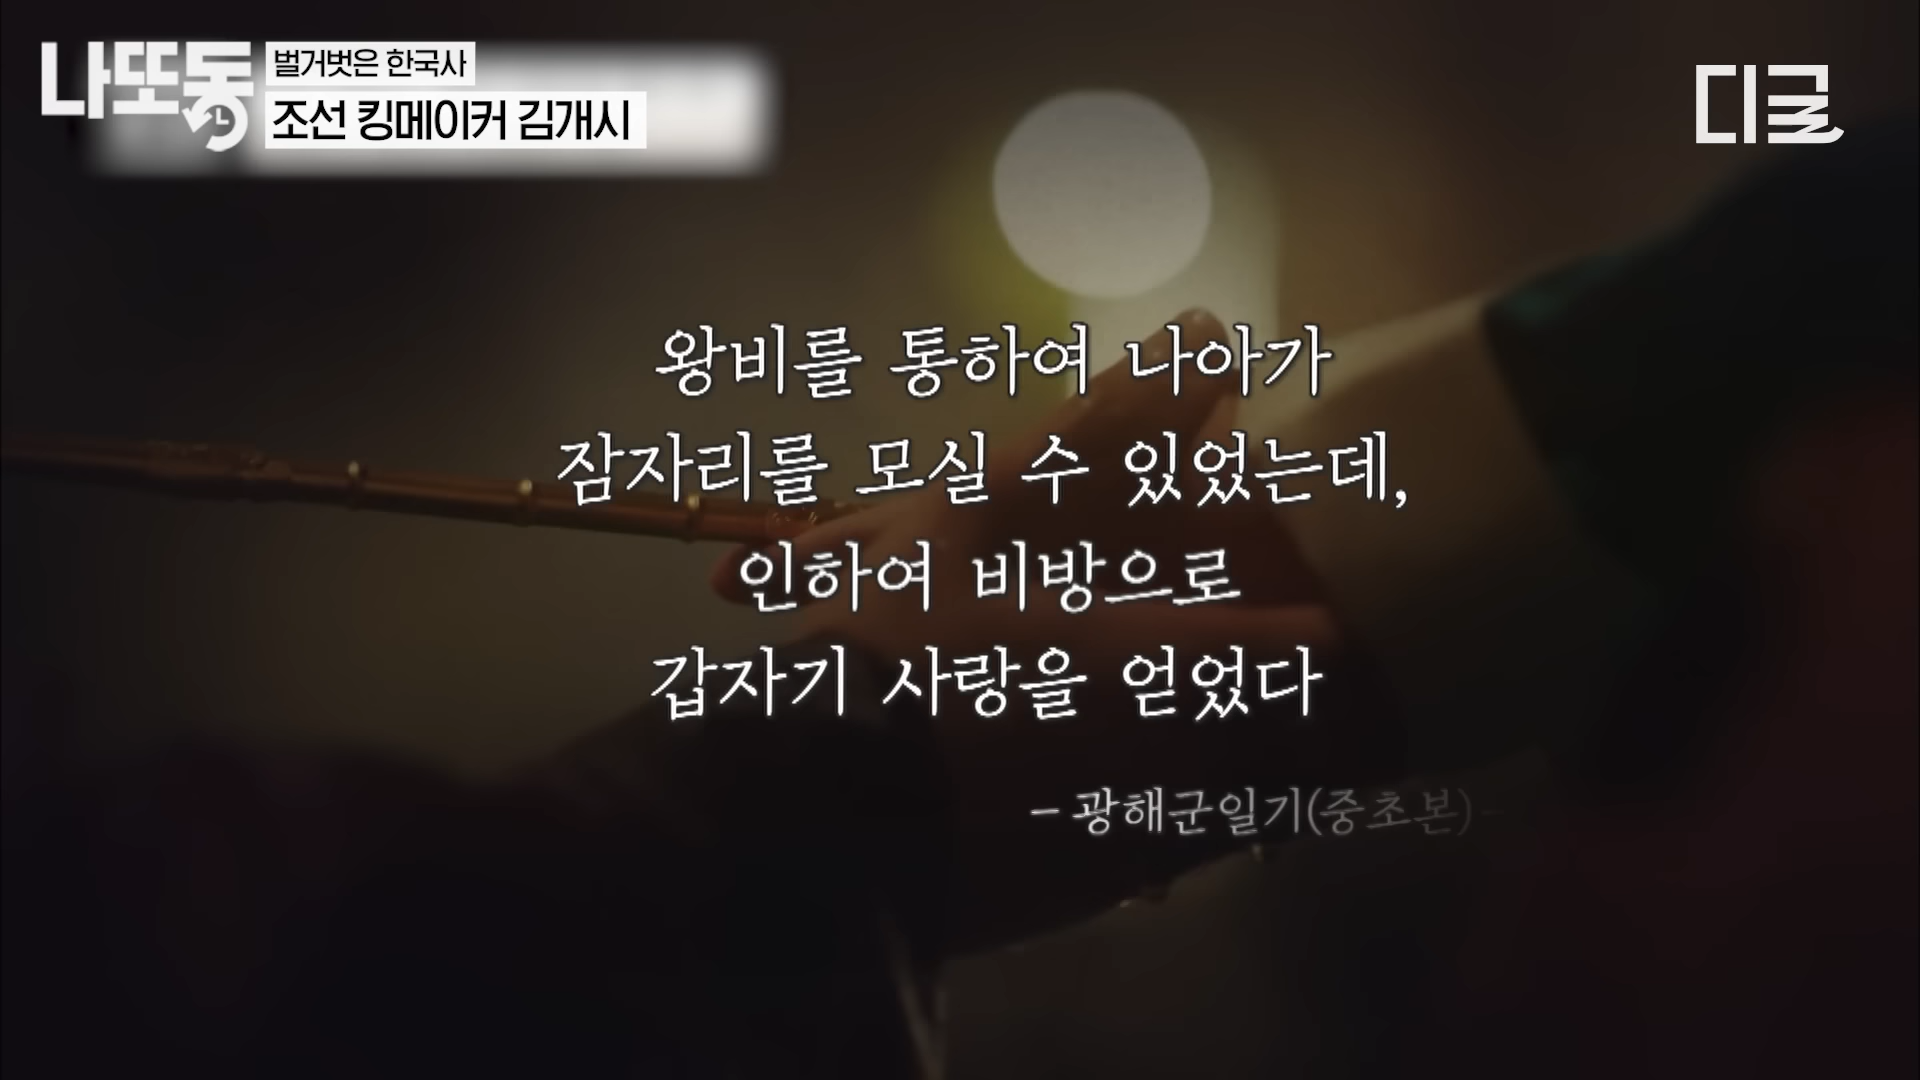 나또동
벌거벗은 한국사
조선 킹메이커 김개시
디글
왕비를 통하여 나아가
잠자리를 모실 수 있었는데,
인하여 비방으로
갑자기 사랑을 얻었다
- 광해군일기(중초본) -